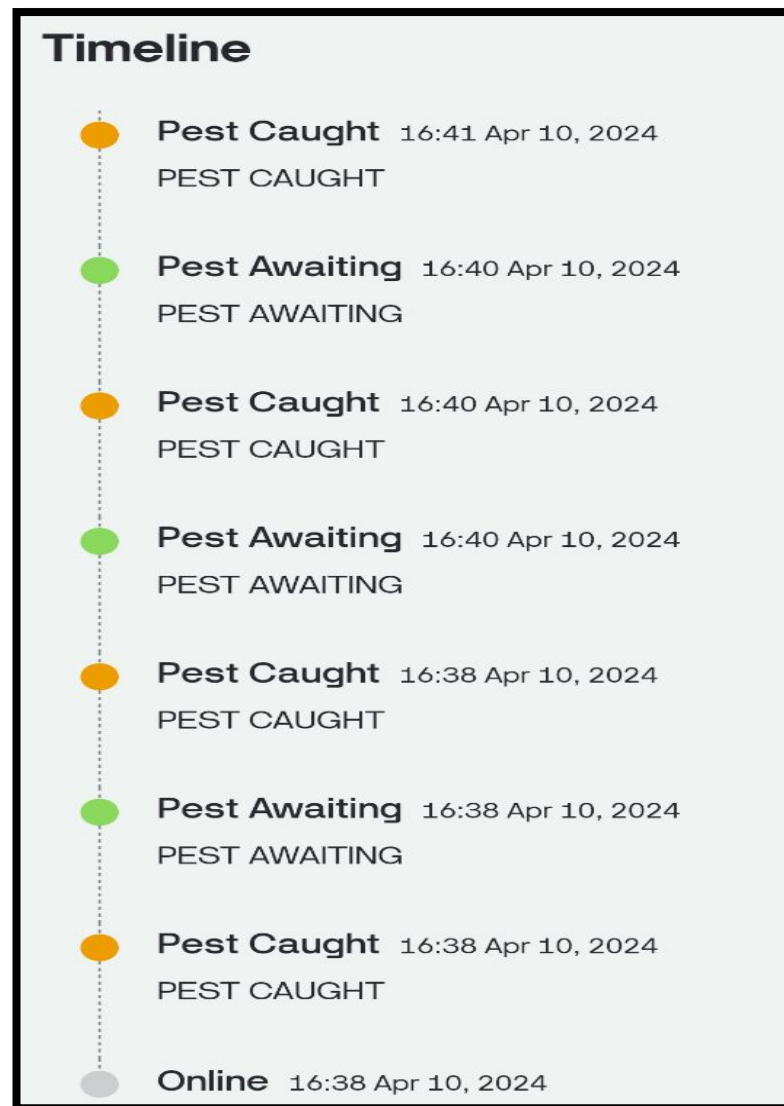 Timeline
Pest Caught 16:41 Apr 10, 2024
PEST CAUGHT
Pest Awaiting 16:40 Apr 10, 2024
PEST AWAITING
Pest Caught 16:40 Apr 10, 2024
PEST CAUGHT
Pest Awaiting 16:40 Apr 10, 2024
PEST AWAITING
Pest Caught 16:38 Apr 10, 2024
PEST CAUGHT
Pest Awaiting 16:38 Apr 10, 2024
PEST AWAITING
Pest Caught 16:38 Apr 10, 2024
PEST CAUGHT
Online 16:38 Apr 10, 2024